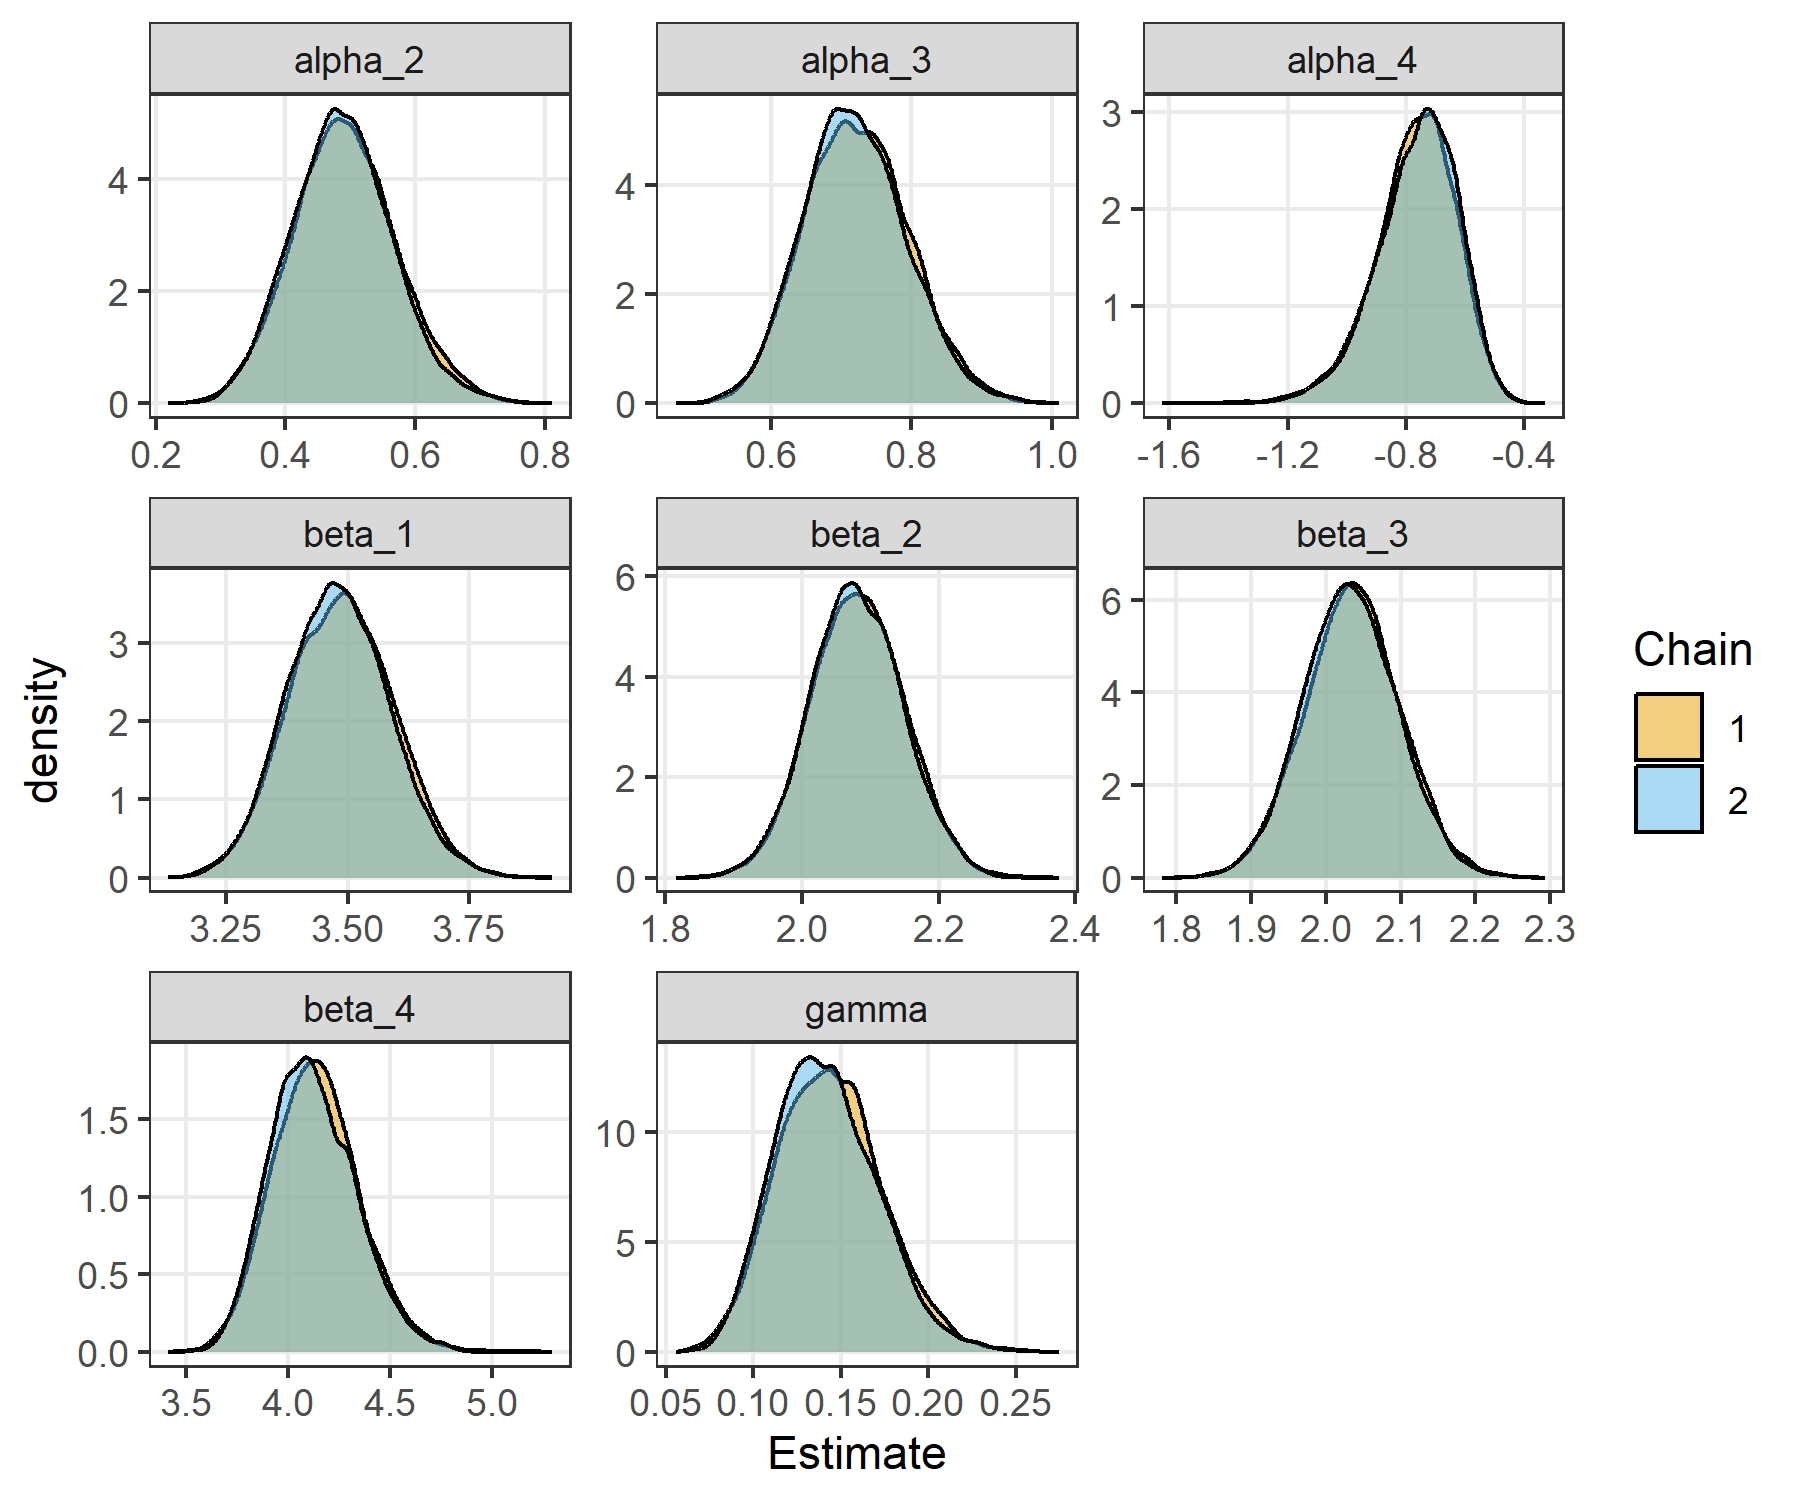 alpha_2 alpha_3 alpha_4
4
2
0
0.2 0.4 0.6 0.8
4
2
0
0.6 0.8 1.0
3
2
1
0
-1.6 -1.2 -0.8 -0.4
beta_1 beta_2 beta_3
3
2
1
0
3.25 3.50 3.75
6
4
2
0
1.8 2.0 2.2 2.4
6
4
2
0
1.8 1.9 2.0 2.1 2.2 2.3
beta_4 gamma
1.5
1.0
0.5
0.0
3.5 4.0 4.5 5.0
10
5
0
0.05 0.10 0.15 0.20 0.25
density
Estimate
Chain
1
2